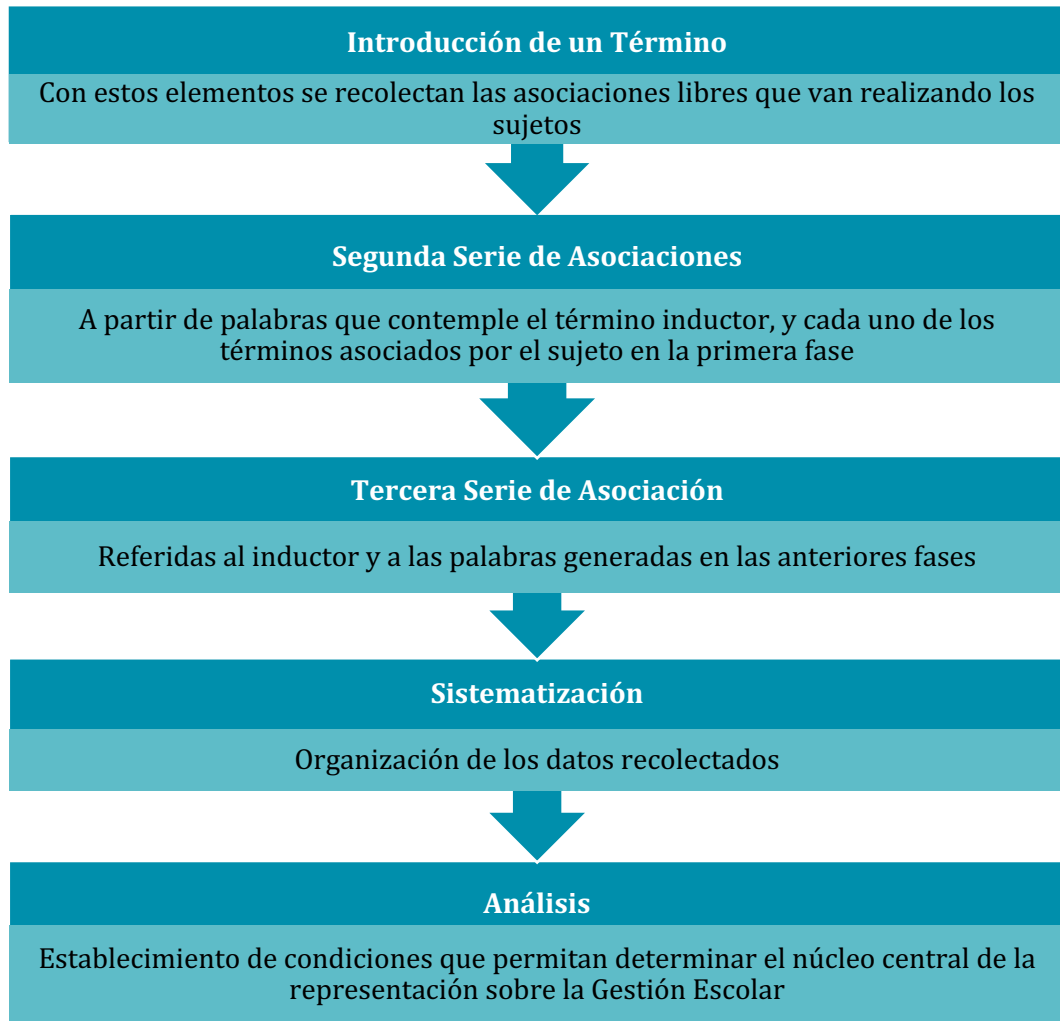 Introducción de un Término
Con estos elementos se recolectan las asociaciones libres que van realizando los
sujetos
Segunda Serie de Asociaciones
A partir de palabras que contemple el término inductor, y cada uno de los
términos asociados por el sujeto en la primera fase
Tercera Serie de Asociación
Referidas al inductor y a las palabras generadas en las anteriores fases
Sistematización
Organización de los datos recolectados
Análisis
Establecimiento de condiciones que permitan determinar el núcleo central de la
representación sobre la Gestión Escolar